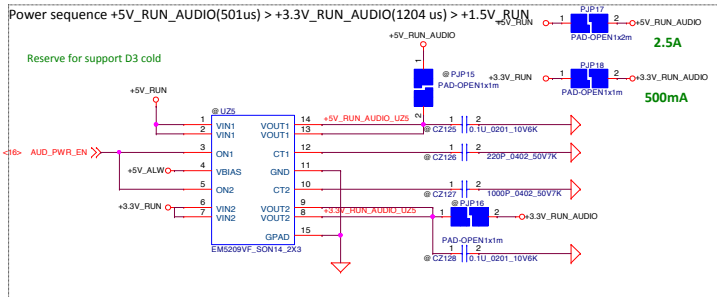 Power sequence +5V_RUN_AUDIO(501us) > +3.3V_RUN_AUDIO(1204 us) > +1.5V_RUN
PJP17
+5V_RUN 1 2 +5V_RUN_AUDIO
PAD-OPEN1x2m
2.5A
+5V_RUN_AUDIO
Reserve for support D3 cold
PJP18
+3.3V_RUN 1 2 +3.3V_RUN_AUDIO
PAD-OPEN1x1m
500mA
1
@ PJP15
PAD-OPEN1x1m
2
+5V_RUN
@ UZ5
1 VIN1 VOUT1 14 +5V_RUN_AUDIO_UZ5
2 VIN1 VOUT1 13
1 2
@ CZ125 0.1U_0201_10V6K
<16> AUD_PWR_EN
3 ON1 CT1 12
1 2
@ CZ126 220P_0402_50V7K
+5V_ALW
4 VBIAS GND 11
5 ON2 CT2 10
1 2
@ CZ127 1000P_0402_50V7K
+3.3V_RUN
6 VIN2 VOUT2 9
7 VIN2 VOUT2 8 +3.3V_RUN_AUDIO_UZ5
@ PJP16
1 2 +3.3V_RUN_AUDIO
PAD-OPEN1x1m
GPAD 15
EM5209VF_SON14_2X3
1 2
@ CZ128 0.1U_0201_10V6K